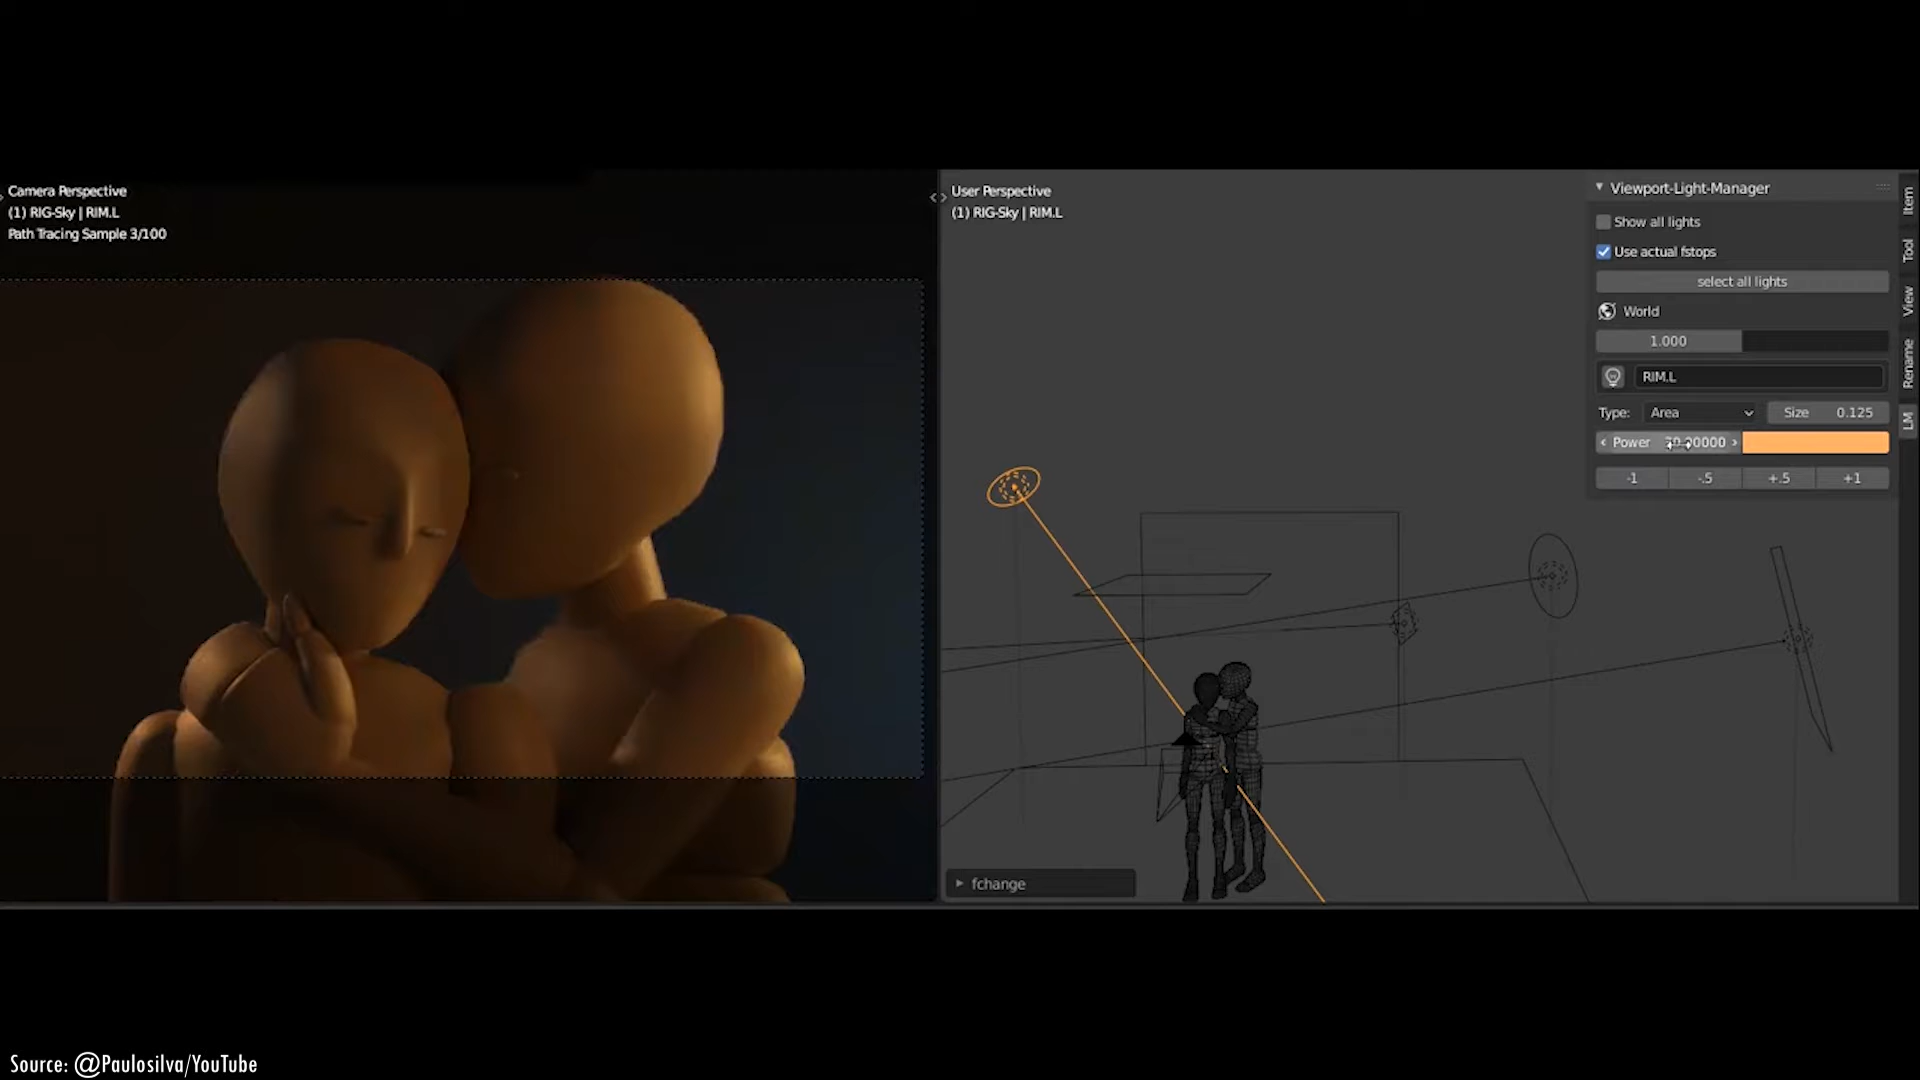 Camera Perspective
(1) RIG-Sky | RIM.L
Path Tracing Sample 3/100
User Perspective
(1) RIG-Sky | RIM.L
Viewport-Light-Manager
Show all lights
Use actual fstops
select all lights
World
1.000
RIM.L
Type: Area Size 0.125
Power
-1 -.5 +.5 +1
Item
Tool
View
Rename
LM
fchange
Source: @Paulosilva/YouTube